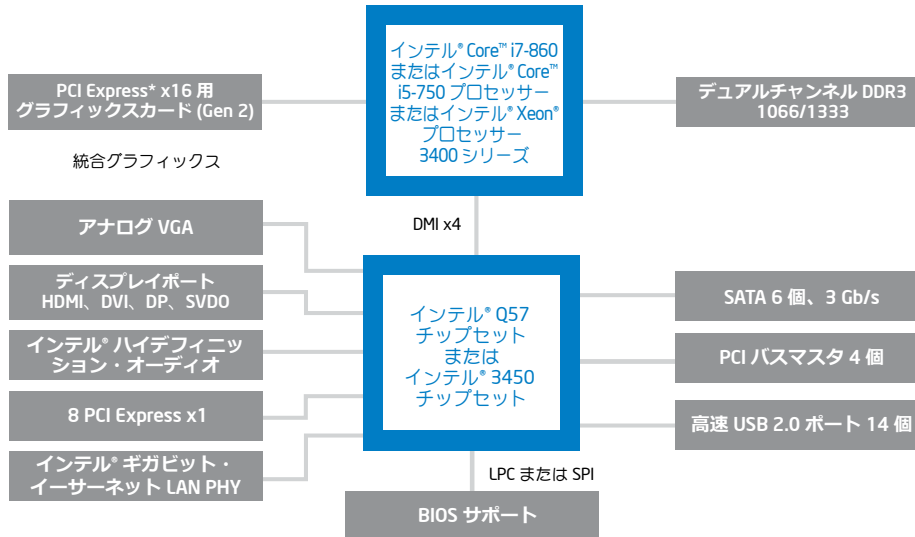 インテル® Core™ i7-860
またはインテル® Core™
i5-750 プロセッサー
またはインテル® Xeon®
プロセッサー
3400 シリーズ
PCI Express* x16 用
グラフィックスカード (Gen 2)
デュアルチャンネル DDR3
1066/1333
統合グラフィックス
DMI x4
アナログ VGA
ディスプレイポート
HDMI、DVI、DP、SVDO
インテル® ハイデフィニッ
ション・オーディオ
8 PCI Express x1
インテル® ギガビット・
イーサーネット LAN PHY
インテル® Q57
チップセット
または
インテル® 3450
チップセット
SATA 6 個、3 Gb/s
PCI バスマスタ 4 個
高速 USB 2.0 ポート 14 個
LPC または SPI
BIOS サポート